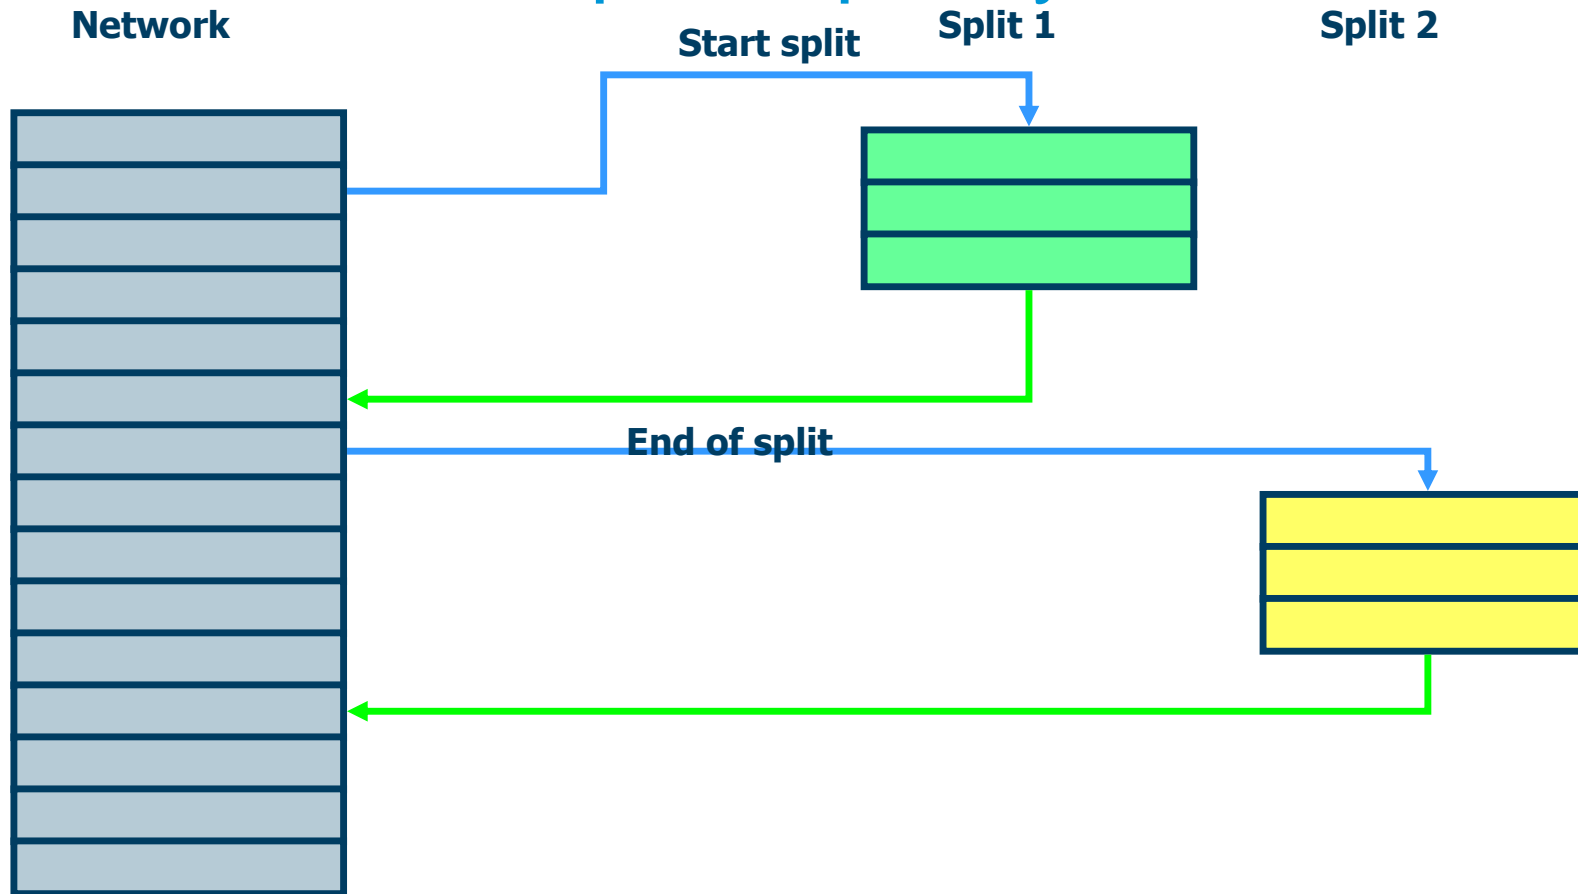 Network
Split 1
Split 2
Start split
End of split